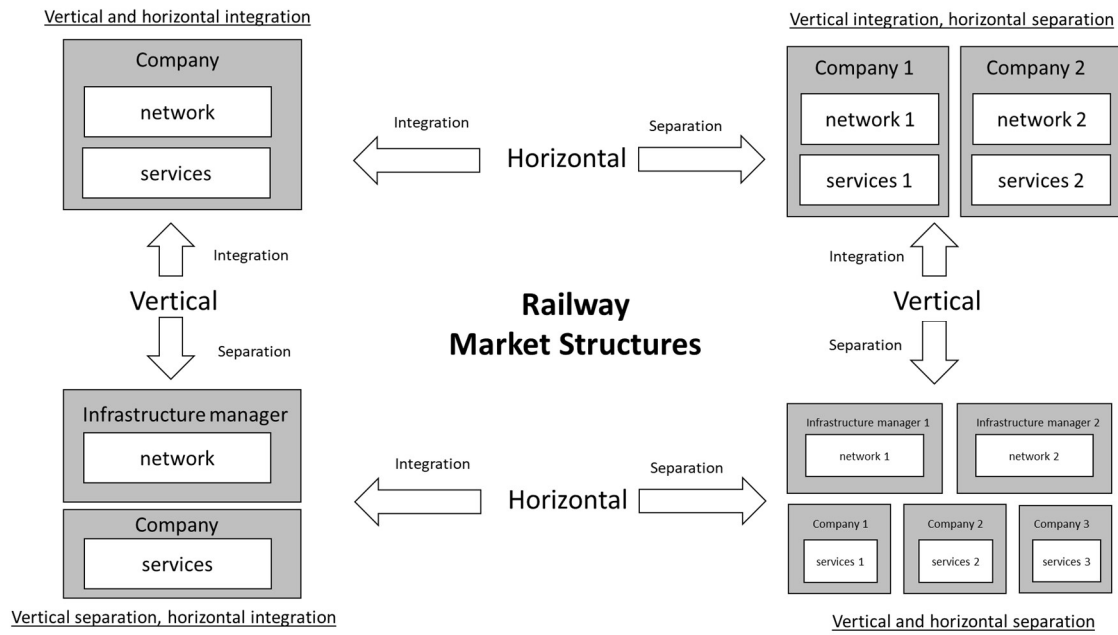 Vertical and horizontal integration
Company
network
services
Integration
Horizontal
Separation
Vertical integration, horizontal separation
Company 1
network 1
services 1
Company 2
network 2
services 2
Integration
Vertical
Separation
Railway
Market Structures
Integration
Vertical
Separation
Infrastructure manager
network
Company
services
Vertical separation, horizontal integration
Integration
Horizontal
Separation
Infrastructure manager 1
network 1
Infrastructure manager 2
network 2
Company 1
services 1
Company 2
services 2
Company 3
services 3
Vertical and horizontal separation